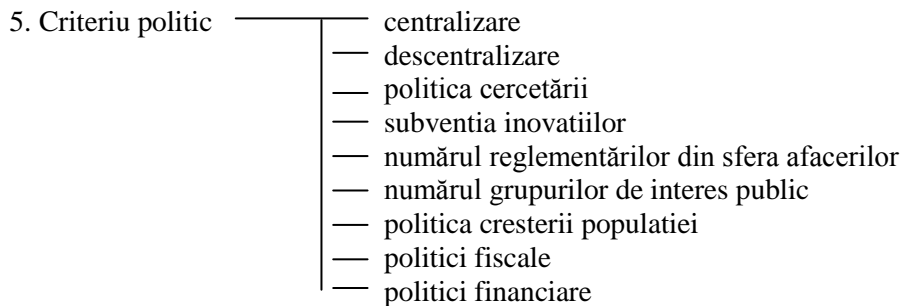 5. Criteriu politic centralizare
descentralizare
politica cercetării
subventia inovatiilor
numărul reglementărilor din sfera afacerilor
numărul grupurilor de interes public
politica cresterii populatiei
politici fiscale
politici financiare